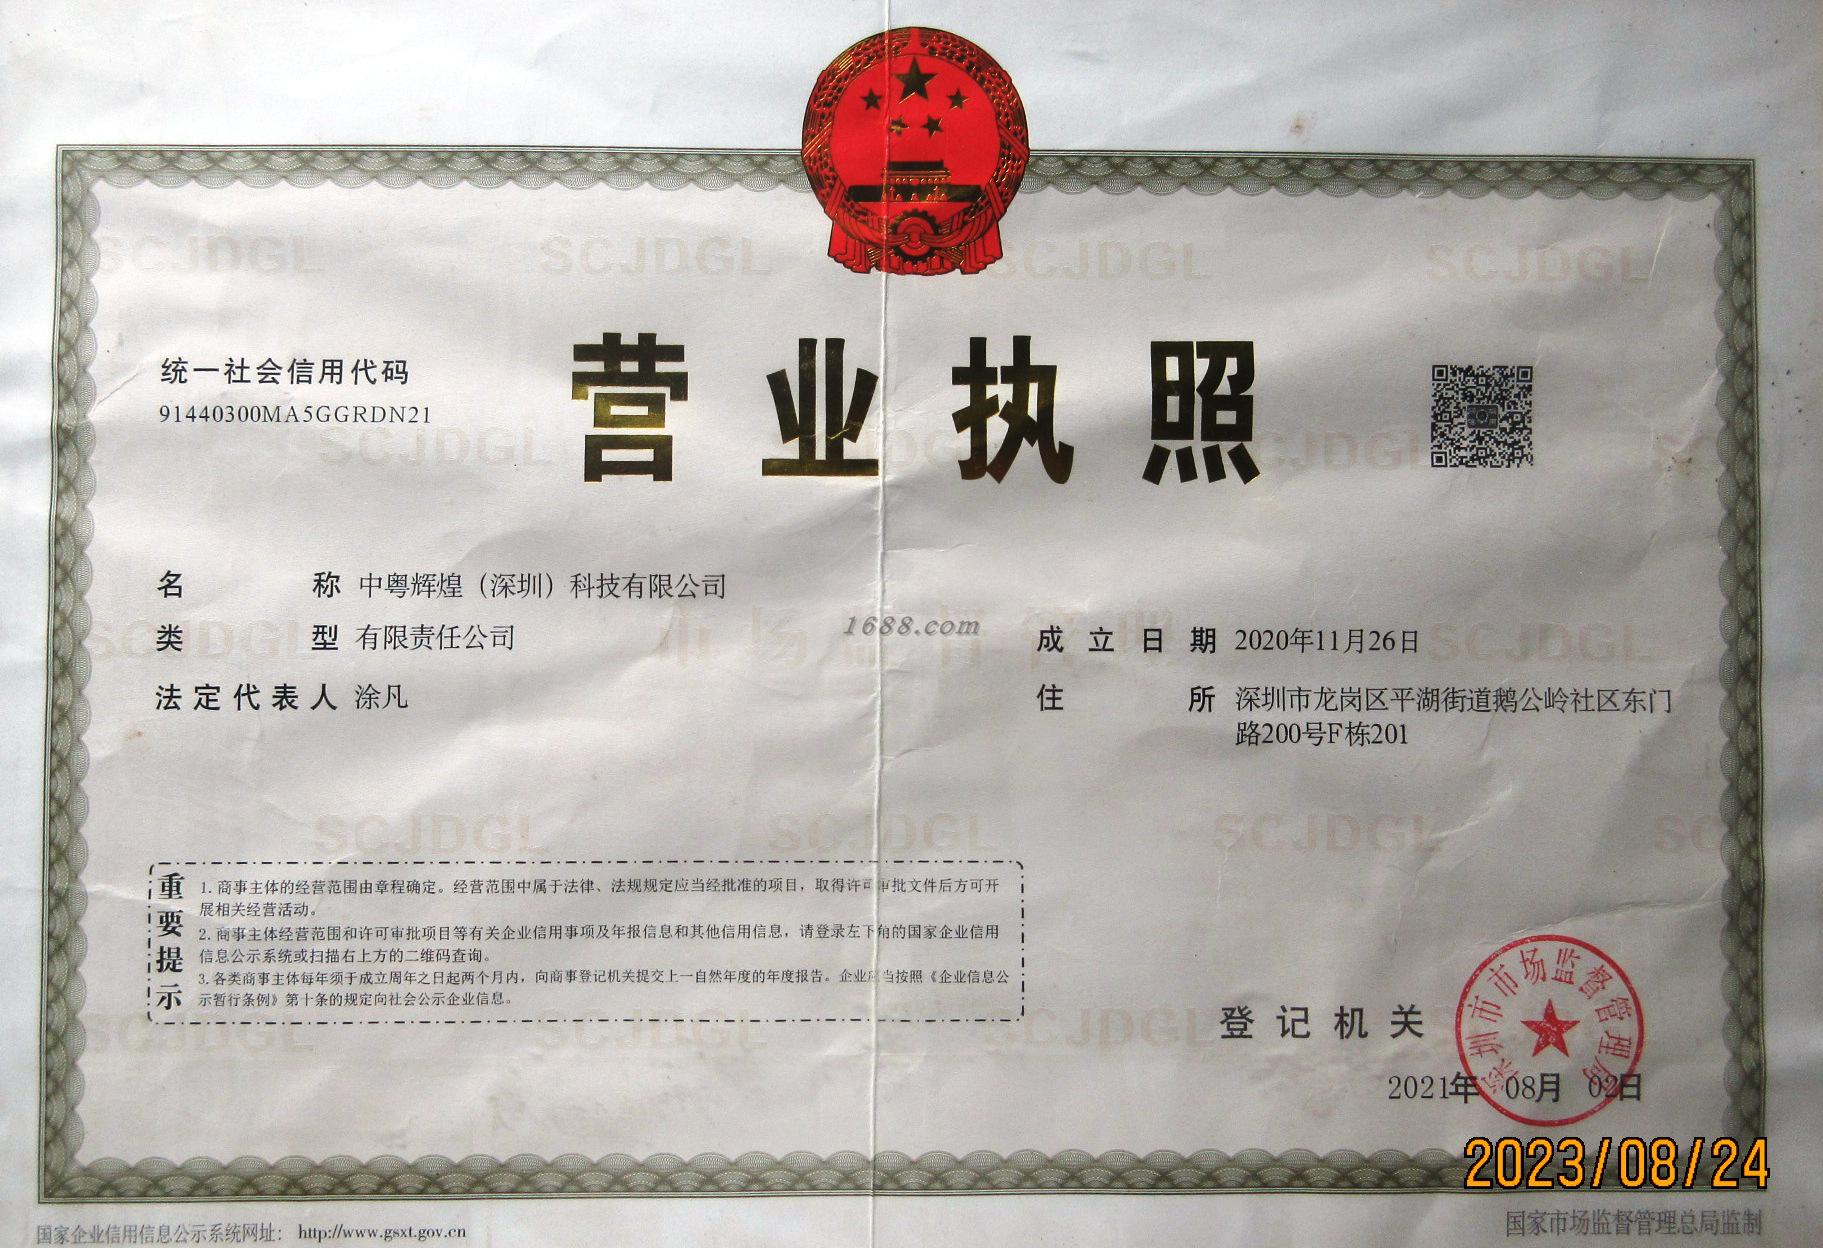 营业执照
统一社会信用代码
91440300MA5GGRDN21
名称 中粤辉煌（深圳）科技有限公司
类型 有限责任公司
法定代表人 涂凡
成立日期 2020年11月26日
住所 深圳市龙岗区平湖街道鹅公岭社区东门
路200号F栋201
1688.com
重要提示
1. 商事主体的经营范围由章程确定。经营范围中属于法律、法规规定应当经批准的项目，取得许可审批文件后方可开
展相关经营活动。
2. 商事主体经营范围和许可审批项目等有关企业信用事项及年报信息和其他信用信息，请登录左下角的国家企业信用
信息公示系统或扫描右上方的二维码查询。
3. 各类商事主体每年须于成立周年之日起两个月内，向商事登记机关提交上一自然年度的年度报告。企业应当按照《企业信息公
示暂行条例》第十条的规定向社会公示企业信息。
登记机关
深圳市市场监督管理局
2021年 08月 02日
2023/08/24
国家企业信用信息公示系统网址： http://www.gsxt.gov.cn
国家市场监督管理总局监制
SCJDGL SCJDGL SCJDGL SCJDGL